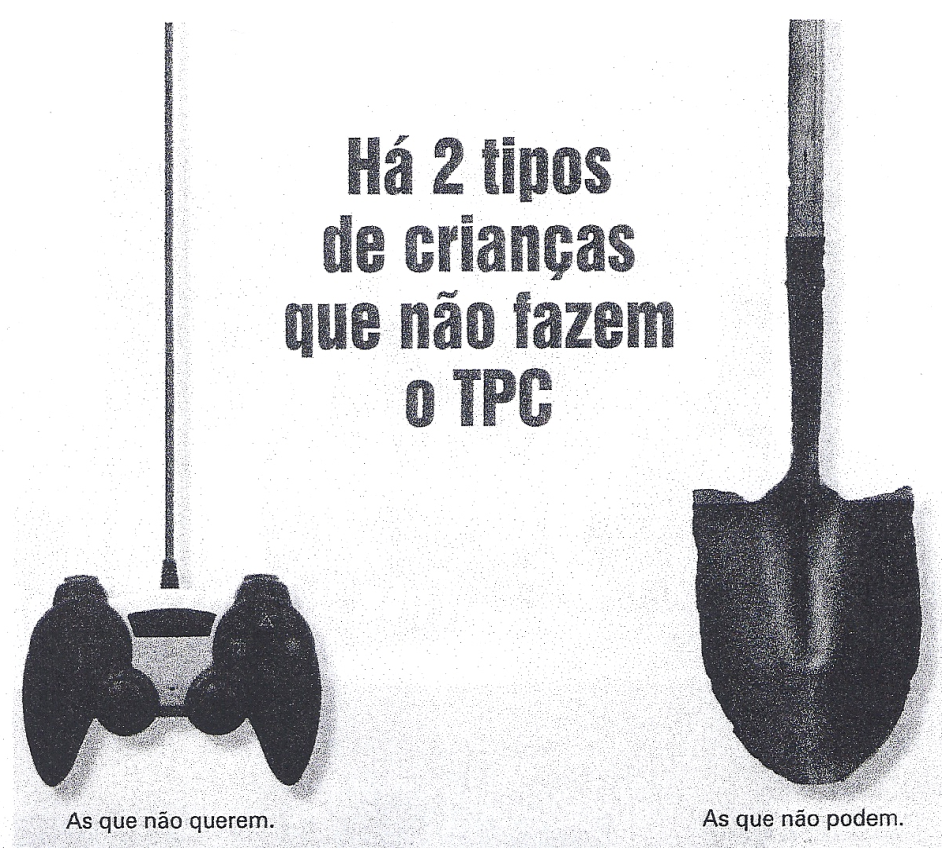 Há 2 tipos
de crianças
que não fazem
o TPC
As que não querem.
As que não podem.